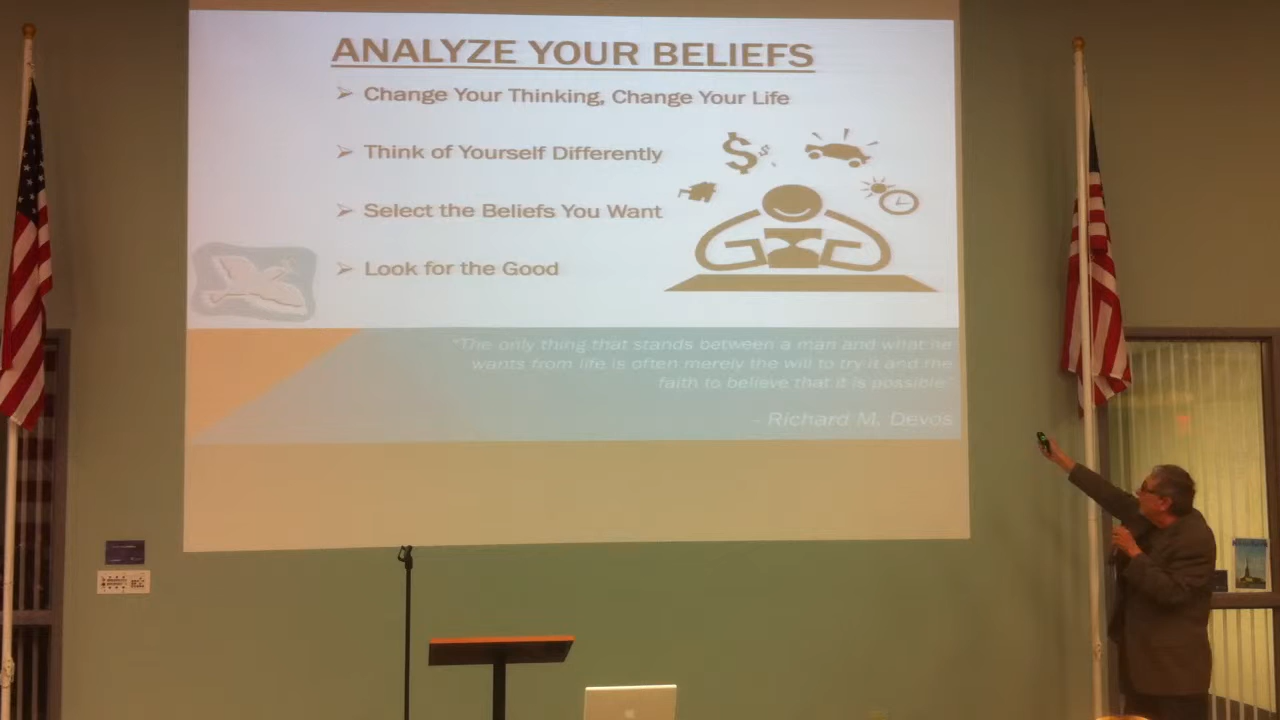 ANALYZE YOUR BELIEFS
Change Your Thinking, Change Your Life
Think of Yourself Differently
Select the Beliefs You Want
Look for the Good
"The only thing that stands between a man and what he
wants from life is often merely the will to try it and the
faith to believe that it is possible"
- Richard M. Devos